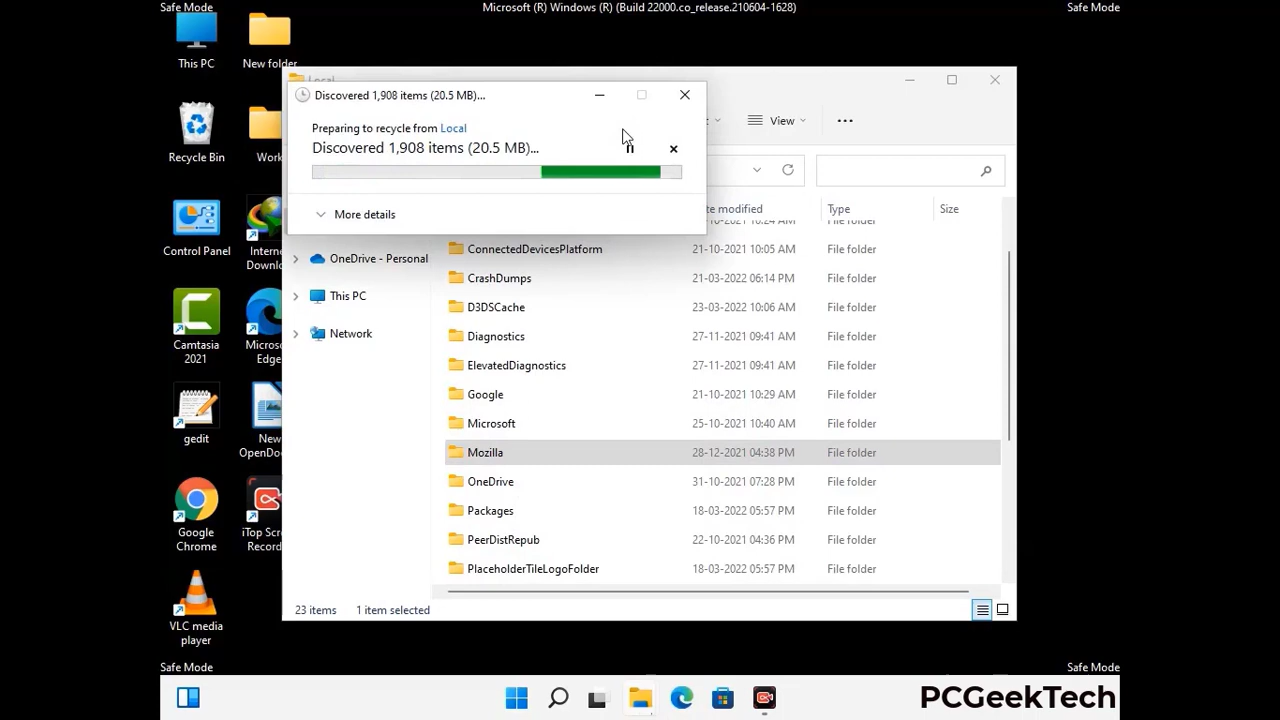 Safe Mode
Microsoft (R) Windows (R) (Build 22000.co_release.210604-1628)
Safe Mode
This PC
New folder
Recycle Bin
Work
Control Panel
Intern
Downlo
Camtasia
2021
Micros
Edge
gedit
New
OpenDoc
Google
Chrome
iTop Scr
Record
VLC media
player
Local
Discovered 1,908 items (20.5 MB)...
Preparing to recycle from Local
Discovered 1,908 items (20.5 MB)...
More details
View
te modified
Type
Size
File folder
OneDrive - Personal
This PC
Network
ConnectedDevicesPlatform 21-10-2021 10:05 AM File folder
CrashDumps 21-03-2022 06:14 PM File folder
D3DSCache 23-03-2022 10:06 AM File folder
Diagnostics 27-11-2021 09:41 AM File folder
ElevatedDiagnostics 27-11-2021 09:41 AM File folder
Google 21-10-2021 10:29 AM File folder
Microsoft 25-10-2021 10:40 AM File folder
Mozilla 28-12-2021 04:38 PM File folder
OneDrive 31-10-2021 07:28 PM File folder
Packages 18-03-2022 05:57 PM File folder
PeerDistRepub 22-10-2021 04:36 PM File folder
PlaceholderTileLogoFolder 18-03-2022 05:57 PM File folder
23 items 1 item selected
Safe Mode
Safe Mode
PCGeekTech